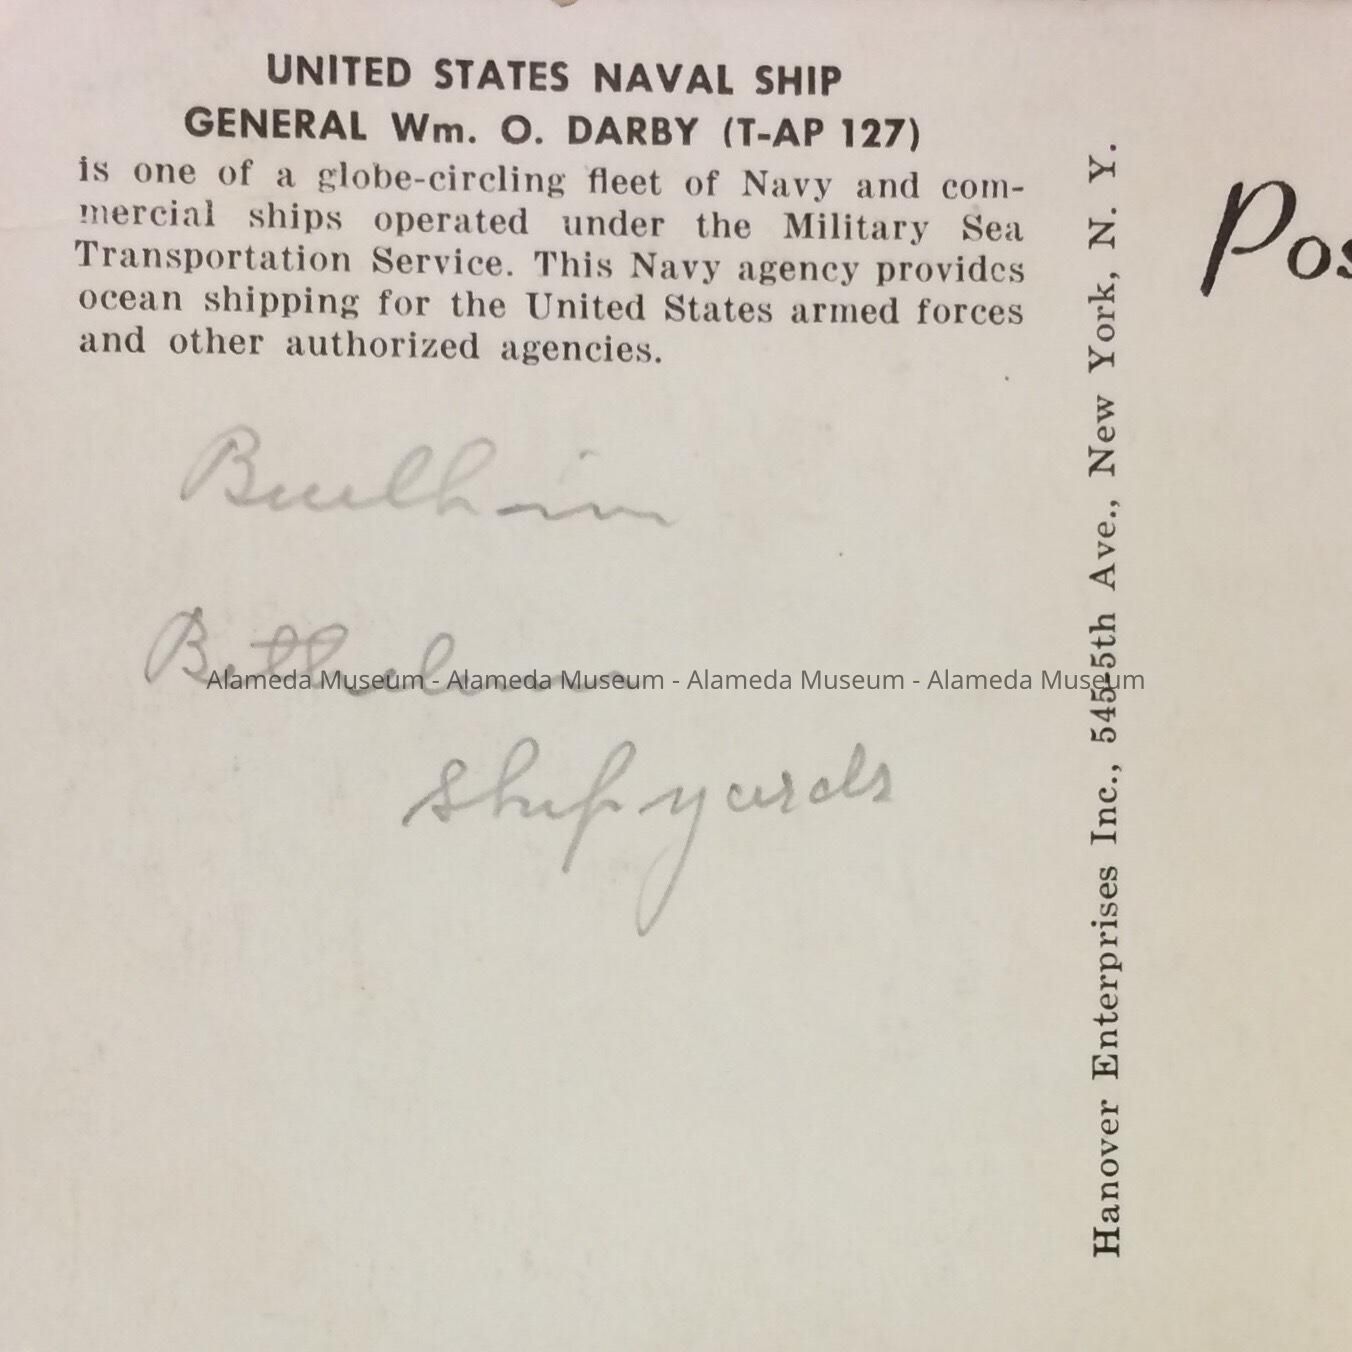 UNITED STATES NAVAL SHIP
GENERAL Wm. O. DARBY (T-AP 127)
is one of a globe-circling fleet of Navy and com-
mercial ships operated under the Military Sea
Transportation Service. This Navy agency provides
ocean shipping for the United States armed forces
and other authorized agencies.
Shipyards
Alameda Museum - Alameda Museum - Alameda Museum - Alameda Museum
Hanover Enterprises Inc., 545-5th Ave., New York, N. Y.
Pos